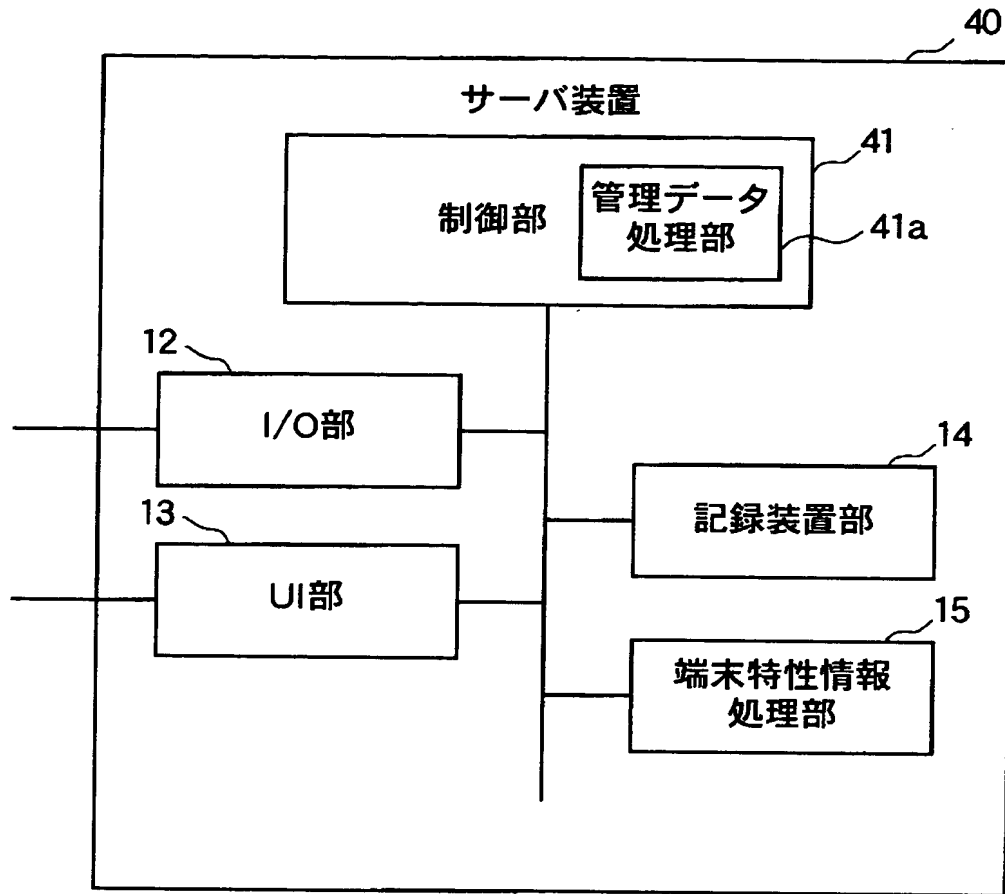 40
サーバ装置
41
制御部
管理データ
処理部
41a
12
I/O部
14
記録装置部
13
UI部
15
端末特性情報
処理部